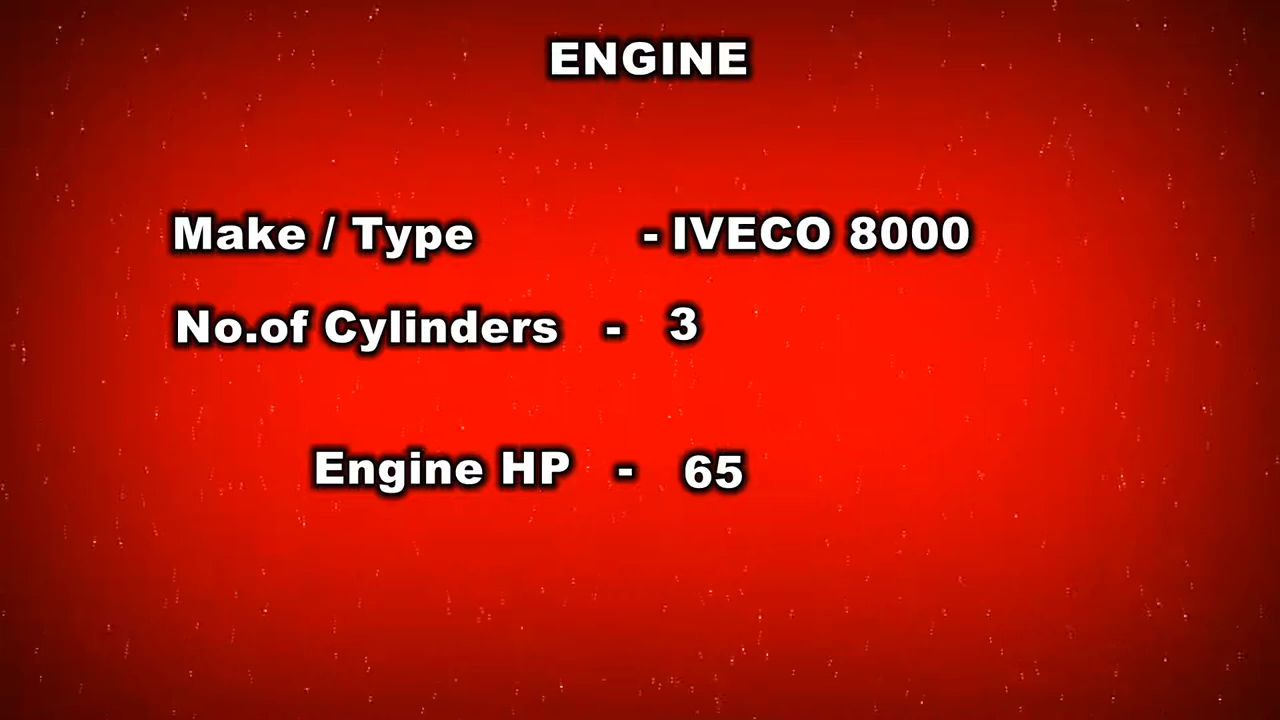 ENGINE
Make / Type - IVECO 8000
No.of Cylinders - 3
Engine HP - 65